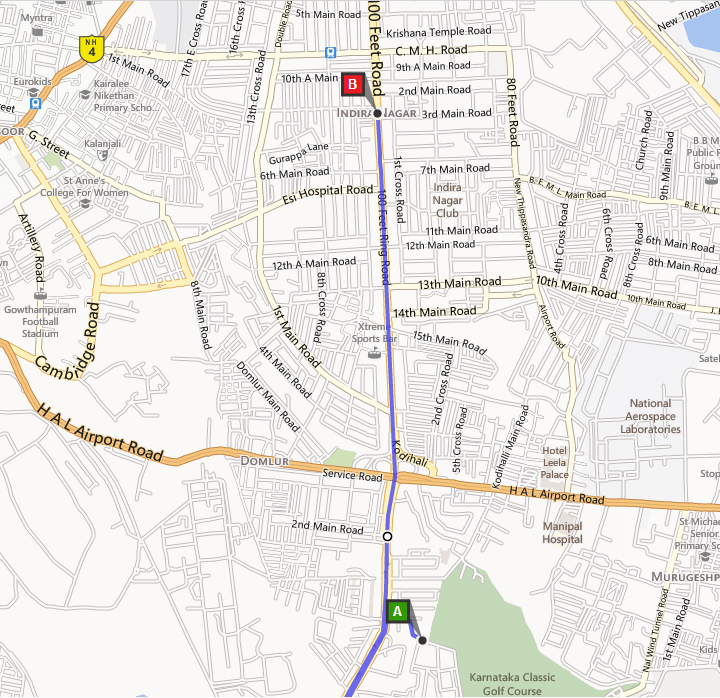 Myntra
17th E Cross Road
16th Cross
Double Road
5th Main Road
100 Feet Road
Krishana Temple Road
New Tippasandra
NH
4
1st Main Road
C. M. H. Road
9th A Main Road
Eurokids
Kairalee
Nikethan
Primary Scho...
13th Cross Road
10th A Main
B
2nd Main Road
80 Feet Road
INDIRA NAGAR
3rd Main Road
G. Street
Kalanjali
Gurappa Lane
1st Cross Road
7th Main Road
Church Road
9th Main Road
B B M
Public
Groun
St Anne's
College For Women
6th Main Road
Esi Hospital Road
100 Feet Ring Road
Indira
Nagar
Club
New Thippasandra Road
B. E. M. L. Main Road
B. E. M. L.
Artillery Road
11th Main Road
12th Main Road
4th Cross Road
6th Cross Road
8th Cross Road
6th Main Road
8th Main Road
12th A Main Road
8th Cross Road
13th Main Road
10th Main Road
10th Main Road
Gowthampuram
Football
Stadium
8th Main Road
14th Main Road
Airport Road
Cambridge Road
1st Main Road
Xtreme
Sports Bar
15th Main Road
4th Main Road
Domlur Main Road
2nd Cross Road
National
Aerospace
Laboratories
H A L Airport Road
5th Cross Road
Kodihalli Main Road
Kodihali
Hotel
Leela
Palace
DOMLUR
Service Road
H A L Airport Road
Stop
2nd Main Road
Manipal
Hospital
St Michae
Senior
Primary S
MURUGESHP
A
Nal Wind Tunnel Road
1st Main Road
Kids
Karnataka Classic
Golf Course